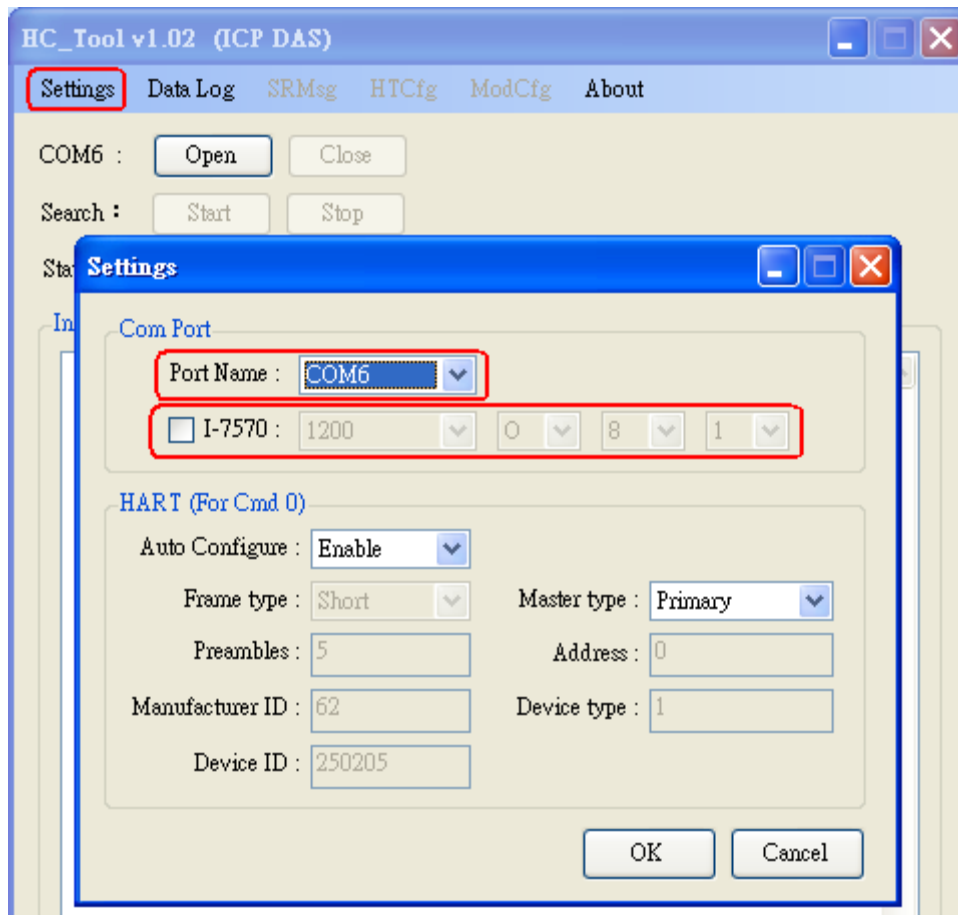 HC_Tool v1.02 (ICP DAS)
Settings Data Log SRMsg HTCfg ModCfg About
COM6 : Open Close
Search : Start Stop
Settings
Com Port
Port Name : COM6
I-7570 : 1200 O 8 1
HART (For Cmd 0)
Auto Configure : Enable
Frame type : Short Master type : Primary
Preambles : 5 Address : 0
Manufacturer ID : 62 Device type : 1
Device ID : 250205
OK Cancel